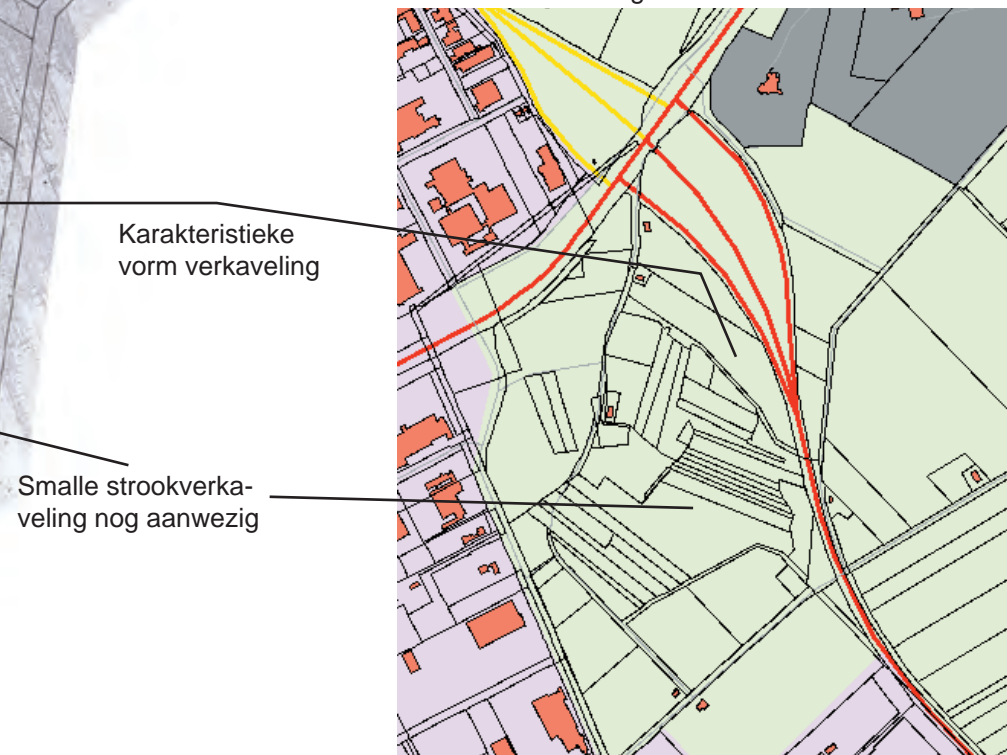 Karakteristieke
vorm verkaveling
Smalle strookverka-
veling nog aanwezig